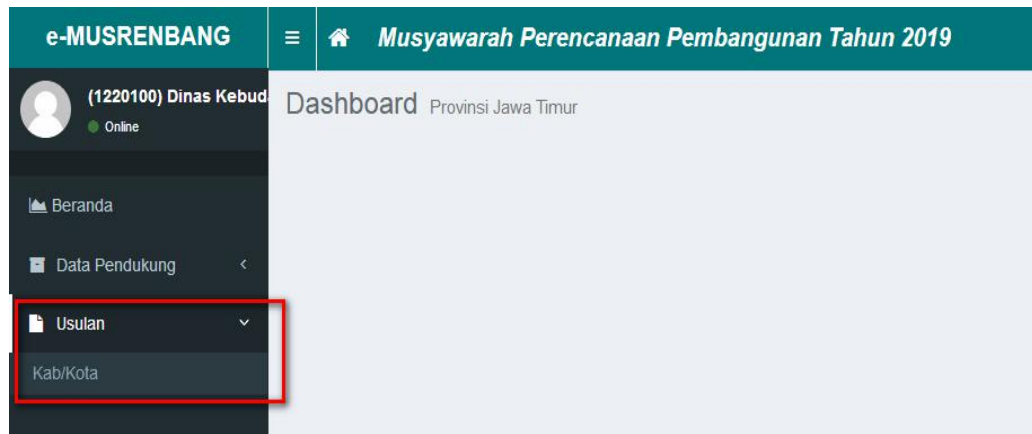 e-MUSRENBANG
Musyawarah Perencanaan Pembangunan Tahun 2019
(1220100) Dinas Kebud
Online
Dashboard Provinsi Jawa Timur
Beranda
Data Pendukung
Usulan
Kab/Kota